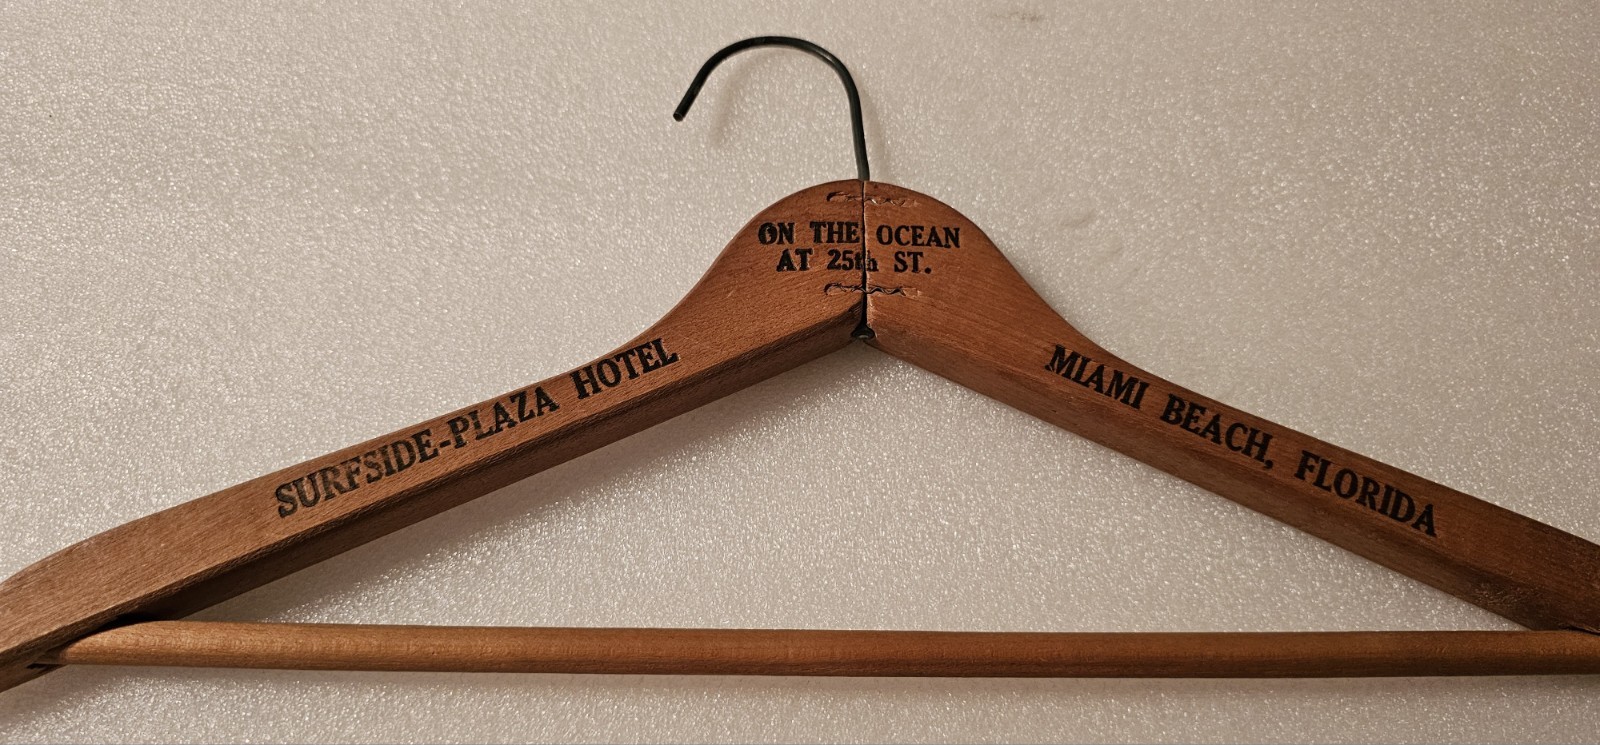 ON THE OCEAN
AT 25th ST.
SURFSIDE-PLAZA HOTEL
MIAMI BEACH, FLORIDA